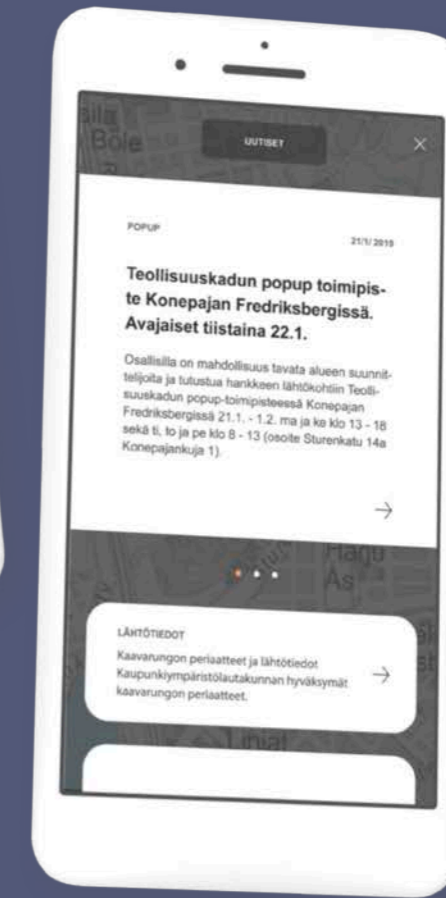 Böle
UUTISET
POPUP
21/1/2019
Teollisuuskadun popup toimipis-
te Konepajan Fredriksbergissä.
Avajaiset tiistaina 22.1.
Osallisilla on mahdollisuus tavata alueen suunnit-
telijoita ja tutustua hankkeen lähtökohtiin Teolli-
suuskadun popup-toimipisteessä Konepajan
Fredriksbergissä 21.1. - 1.2. ma ja ke klo 13 - 18
sekä ti, to ja pe klo 8 - 13 (osoite Sturenkatu 14a
Konepajankuja 1).
Hagu
As
LÄHTÖTIEDOT
Kaavarungon periaatteet ja lähtötiedot
Kaupunkiympäristölautakunnan hyväksymät
kaavarungon periaatteet.
Linjat